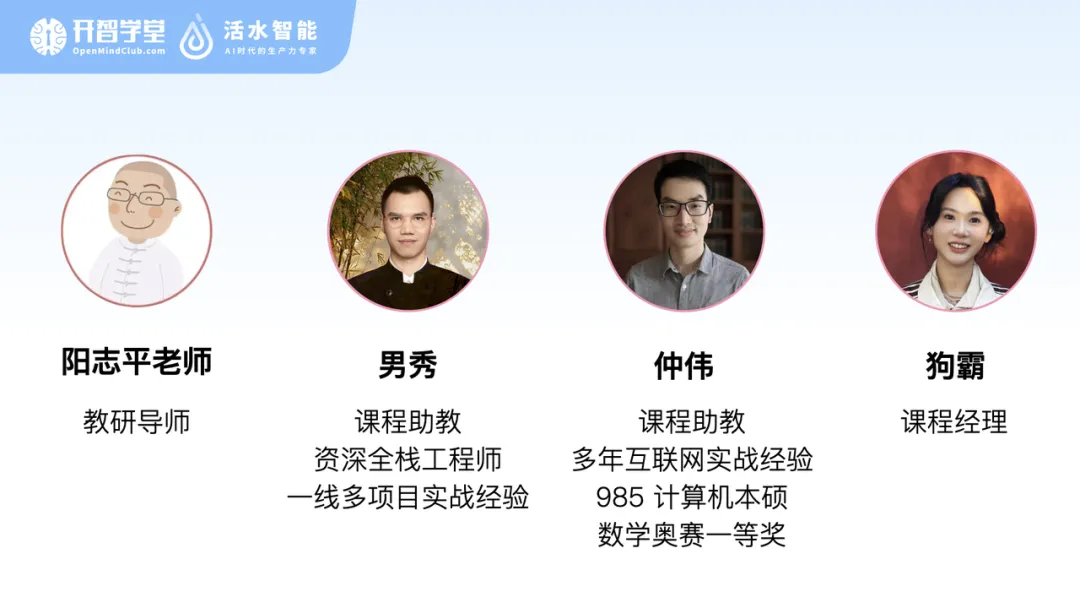 开智学堂
OpenMindClub.com
活水智能
AI时代的生产力专家
阳志平老师
教研导师
男秀
课程助教
资深全栈工程师
一线多项目实战经验
仲伟
课程助教
多年互联网实战经验
985 计算机本硕
数学奥赛一等奖
狗霸
课程经理